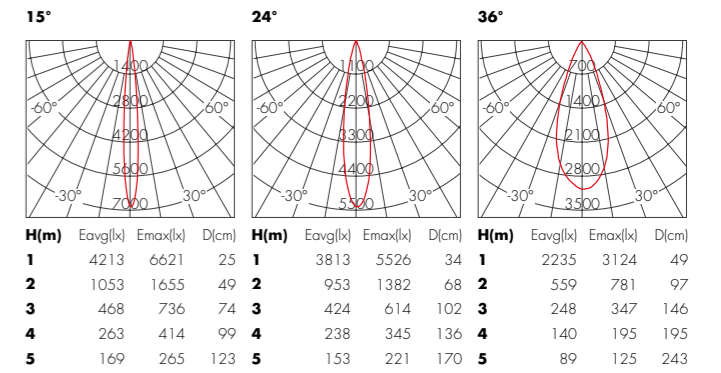 15° 24° 36°
1400 1100 700
2800 2200 1400
-60° 60° -60° 60° -60° 60°
4200 3300 2100
5600 4400 2800
-30° 30° -30° 30° -30° 30°
7000 5500 3500
H(m) Eavg(lx) Emax(lx) D(cm) H(m) Eavg(lx) Emax(lx) D(cm) H(m) Eavg(lx) Emax(lx) D(cm)
1 4213 6621 25 1 3813 5526 34 1 2235 3124 49
2 1053 1655 49 2 953 1382 68 2 559 781 97
3 468 736 74 3 424 614 102 3 248 347 146
4 263 414 99 4 238 345 136 4 140 195 195
5 169 265 123 5 153 221 170 5 89 125 243